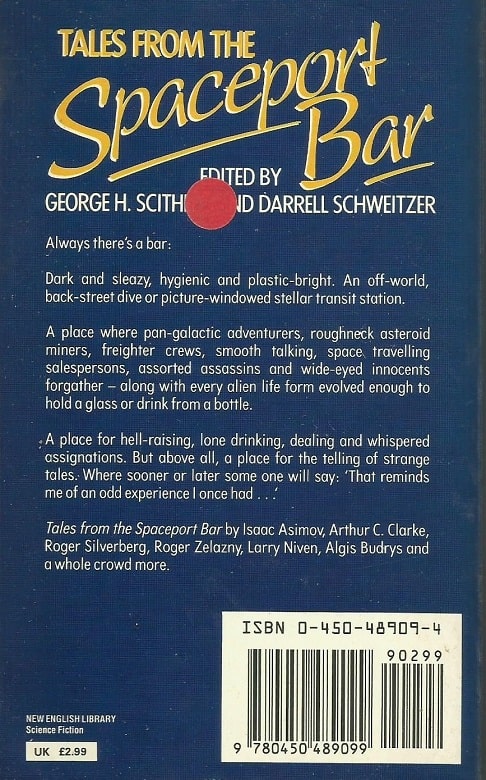 TALES FROM THE
Spaceport
Bar
EDITED BY
GEORGE H. SCITH ND DARRELL SCHWEITZER
Always there's a bar:
Dark and sleazy, hygienic and plastic-bright. An off-world,
back-street dive or picture-windowed stellar transit station.
A place where pan-galactic adventurers, roughneck asteroid
miners, freighter crews, smooth talking, space travelling
salespersons, assorted assassins and wide-eyed innocents
forgather – along with every alien life form evolved enough to
hold a glass or drink from a bottle.
A place for hell-raising, lone drinking, dealing and whispered
assignations. But above all, a place for the telling of strange
tales. Where sooner or later some one will say: 'That reminds
me of an odd experience I once had . . .'
Tales from the Spaceport Bar by Isaac Asimov, Arthur C. Clarke,
Roger Silverberg, Roger Zelazny, Larry Niven, Algis Budrys and
a whole crowd more.
ISBN 0-450-48909-4
90299
9 780450 489099
NEW ENGLISH LIBRARY
Science Fiction
UK £2.99